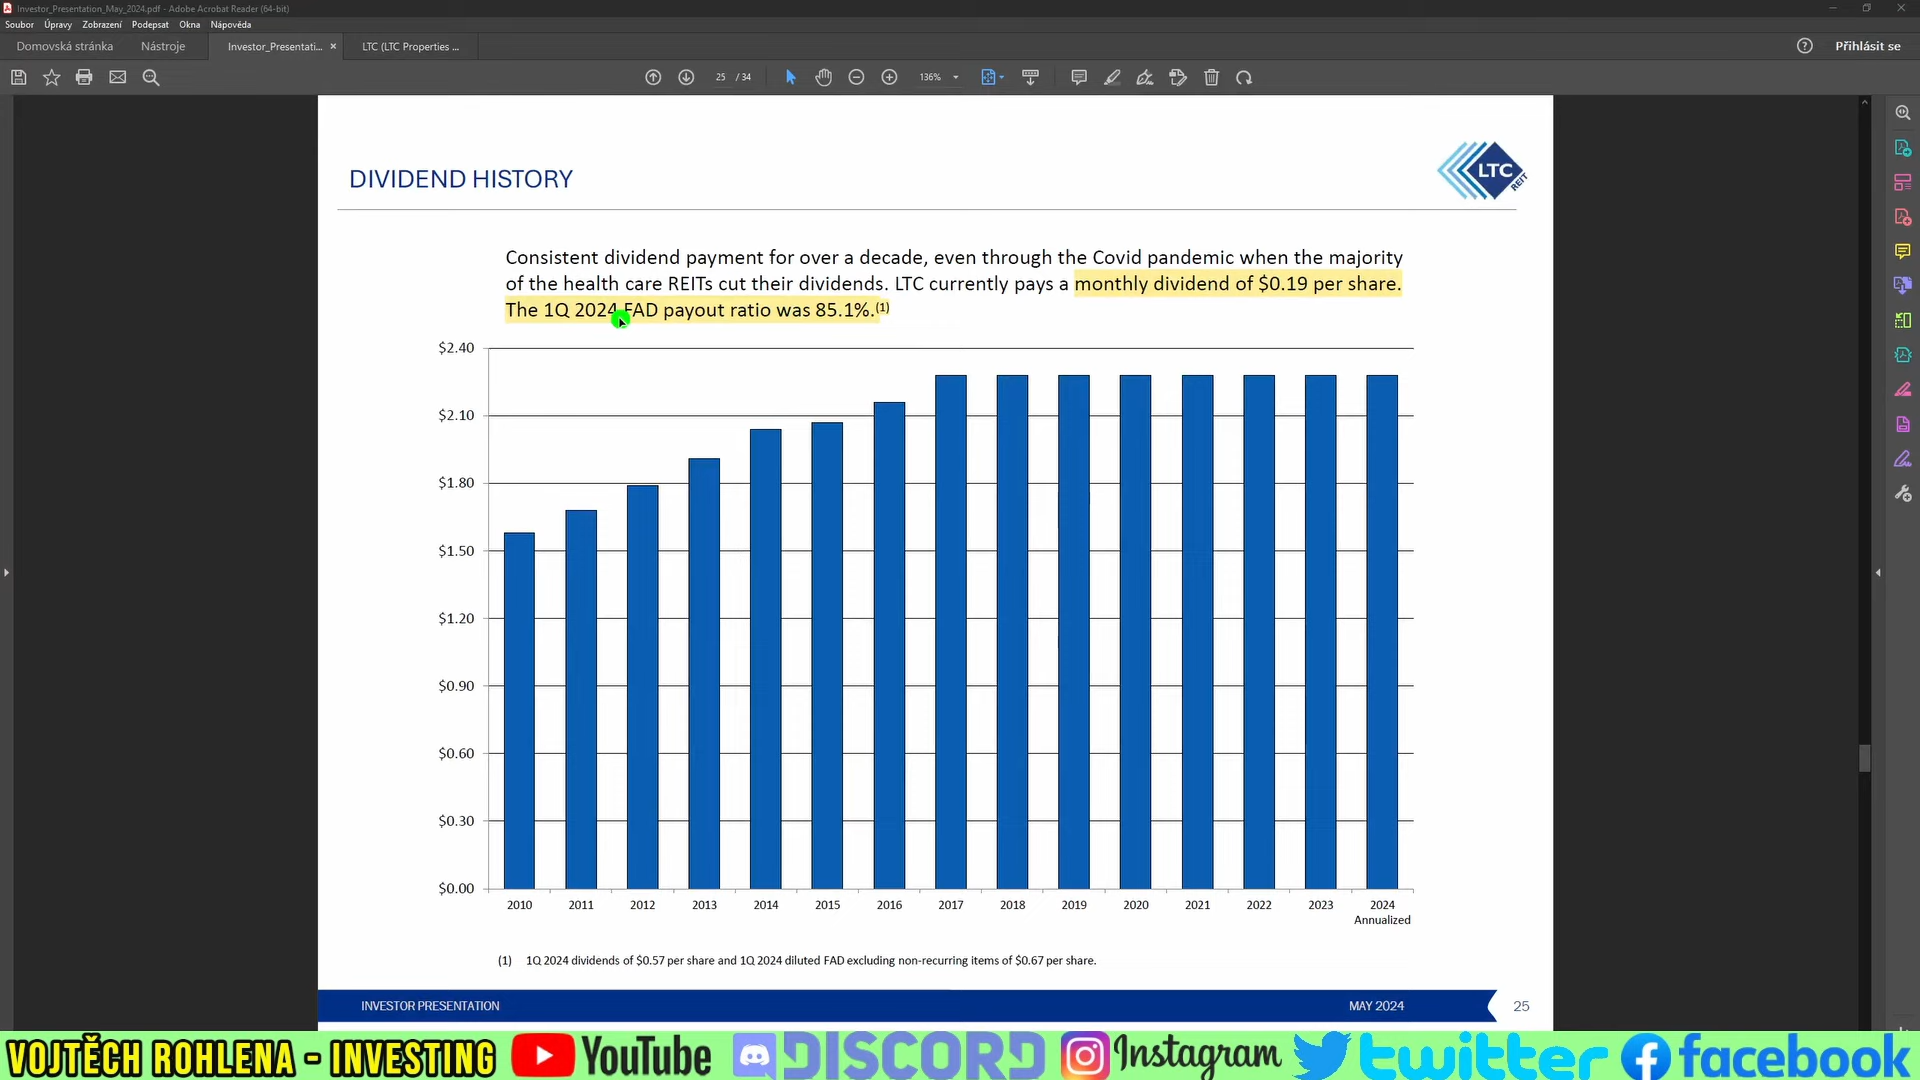 Investor_Presentation_May_2024.pdf - Adobe Acrobat Reader (64-bit)
Soubor Úpravy Zobrazení Podepsat Okna Nápověda
Domovská stránka Nástroje Investor_Presentati... × LTC (LTC Properties ... Přihlásit se
25 / 34 136%
DIVIDEND HISTORY
LTC REIT
Consistent dividend payment for over a decade, even through the Covid pandemic when the majority
of the health care REITs cut their dividends. LTC currently pays a monthly dividend of $0.19 per share.
The 1Q 2024 FAD payout ratio was 85.1%.(1)
$2.40
$2.10
$1.80
$1.50
$1.20
$0.90
$0.60
$0.30
$0.00
2010 2011 2012 2013 2014 2015 2016 2017 2018 2019 2020 2021 2022 2023 2024
Annualized
(1) 1Q 2024 dividends of $0.57 per share and 1Q 2024 diluted FAD excluding non-recurring items of $0.67 per share.
INVESTOR PRESENTATION MAY 2024 25
VOJTĚCH ROHLENA - INVESTING YouTube DISCORD Instagram twitter facebook